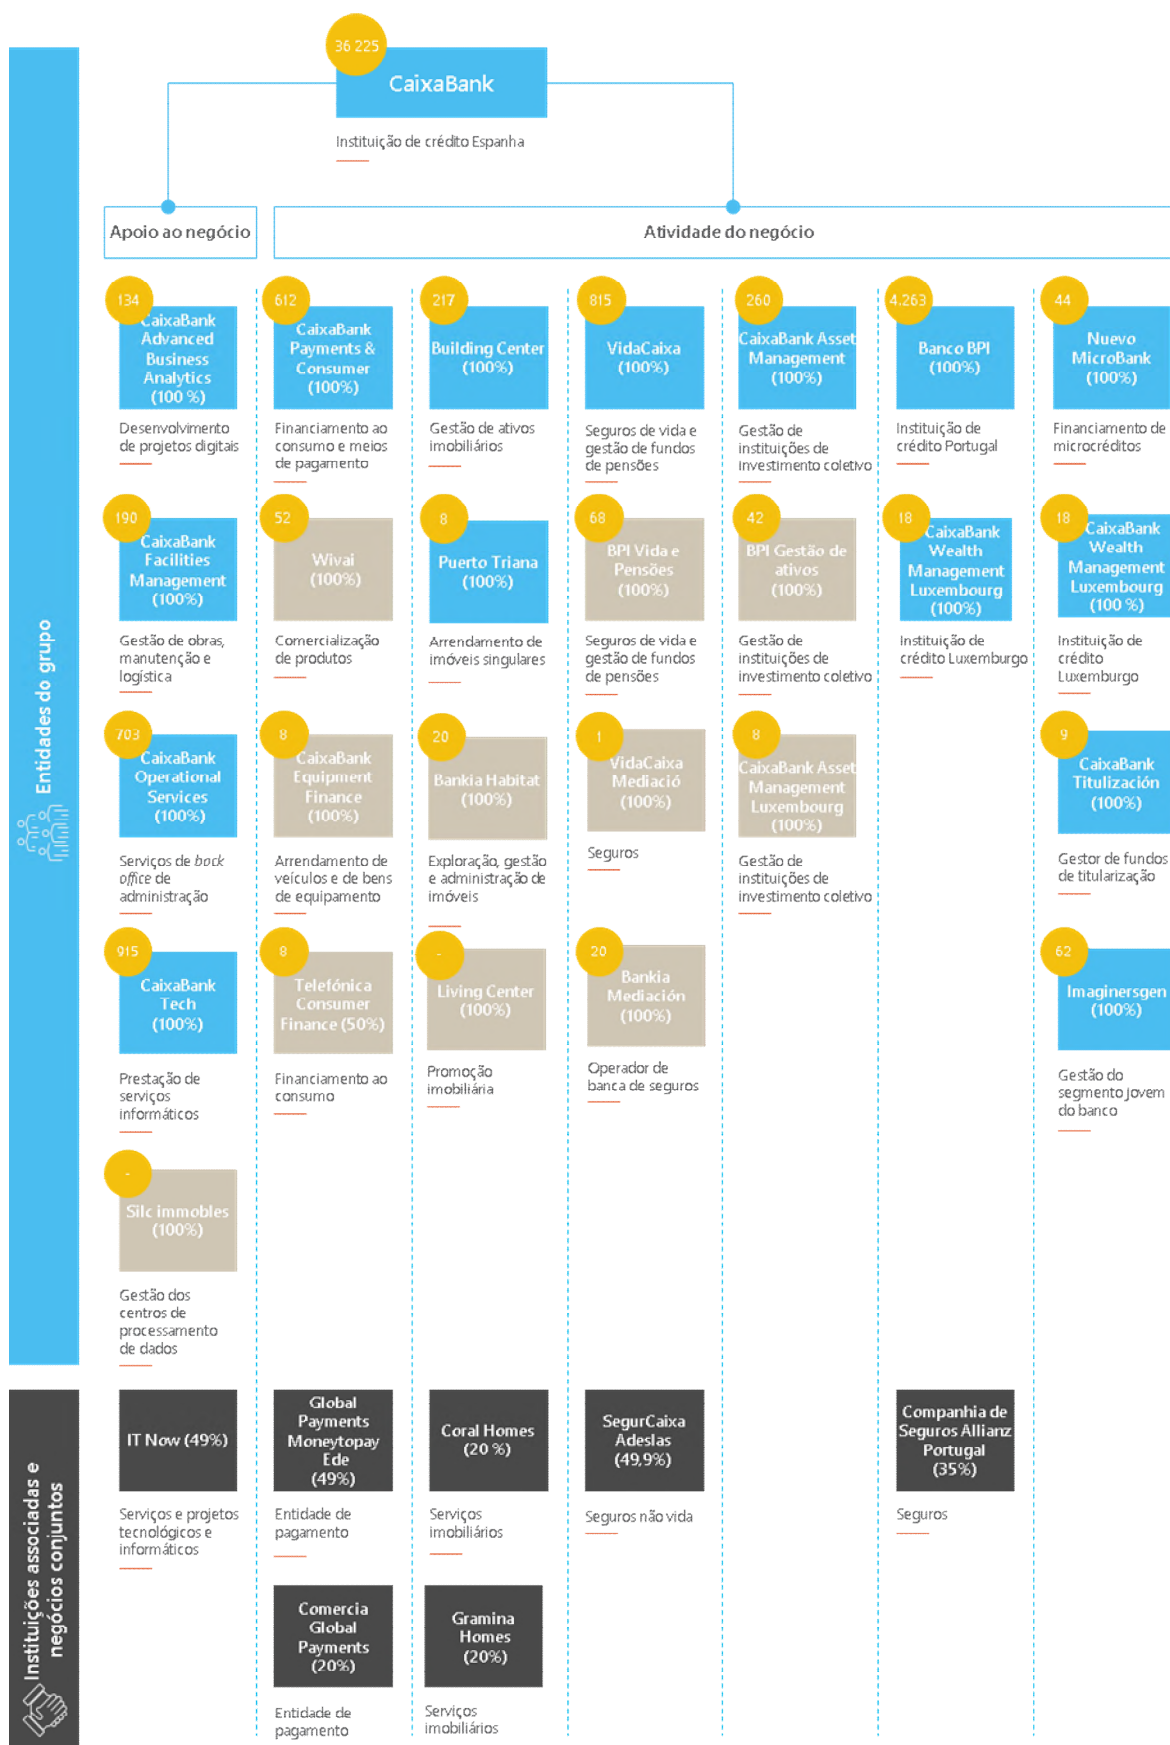 36 225
CaixaBank
Instituição de crédito Espanha
Apoio ao negócio
Atividade do negócio
Entidades do grupo
134
CaixaBank
Advanced
Business
Analytics
(100 %)
Desenvolvimento
de projetos digitais
612
CaixaBank
Payments &
Consumer
(100%)
Financiamento ao
consumo e meios
de pagamento
217
Building Center
(100%)
Gestão de ativos
imobiliários
815
VidaCaixa
(100%)
Seguros de vida e
gestão de fundos
de pensões
260
CaixaBank Asset
Management
(100%)
Gestão de
instituições de
investimento coletivo
4.263
Banco BPI
(100%)
Instituição de
crédito Portugal
44
Nuevo
MicroBank
(100%)
Financiamento de
microcréditos
190
CaixaBank
Facilities
Management
(100%)
Gestão de obras,
manutenção e
logística
52
Wivai
(100%)
Comercialização
de produtos
8
Puerto Triana
(100%)
Arrendamento de
imóveis singulares
68
BPI Vida e
Pensões
(100%)
Seguros de vida e
gestão de fundos
de pensões
42
BPI Gestão de
ativos
(100%)
Gestão de
instituições de
investimento coletivo
18
CaixaBank
Wealth
Management
Luxembourg
(100%)
Instituição de
crédito Luxemburgo
18
CaixaBank
Wealth
Management
Luxembourg
(100 %)
Instituição de
crédito
Luxemburgo
703
CaixaBank
Operational
Services
(100%)
Serviços de back
office de
administração
8
CaixaBank
Equipment
Finance
(100%)
Arrendamento de
veículos e de bens
de equipamento
20
Bankia Habitat
(100%)
Exploração, gestão
e administração de
imóveis
1
VidaCaixa
Mediació
(100%)
Seguros
8
CaixaBank Asset
Management
Luxembourg
(100%)
Gestão de
instituições de
investimento coletivo
9
CaixaBank
Titulización
(100%)
Gestor de fundos
de titularização
915
CaixaBank
Tech
(100%)
Prestação de
serviços
informáticos
8
Telefónica
Consumer
Finance (50%)
Financiamento ao
consumo
-
Living Center
(100%)
Promoção
imobiliária
20
Bankia
Mediación
(100%)
Operador de
banca de seguros
62
Imaginersgen
(100%)
Gestão do
segmento jovem
do banco
-
Silc immobles
(100%)
Gestão dos
centros de
processamento
de dados
Instituições associadas e
negócios conjuntos
IT Now (49%)
Serviços e projetos
tecnológicos e
informáticos
Global
Payments
Moneytopay
Ede
(49%)
Entidade de
pagamento
Coral Homes
(20 %)
Serviços
imobiliários
SegurCaixa
Adeslas
(49,9%)
Seguros não vida
Companhia de
Seguros Allianz
Portugal
(35%)
Seguros
Comercia
Global
Payments
(20%)
Entidade de
pagamento
Gramina
Homes
(20%)
Serviços
imobiliários